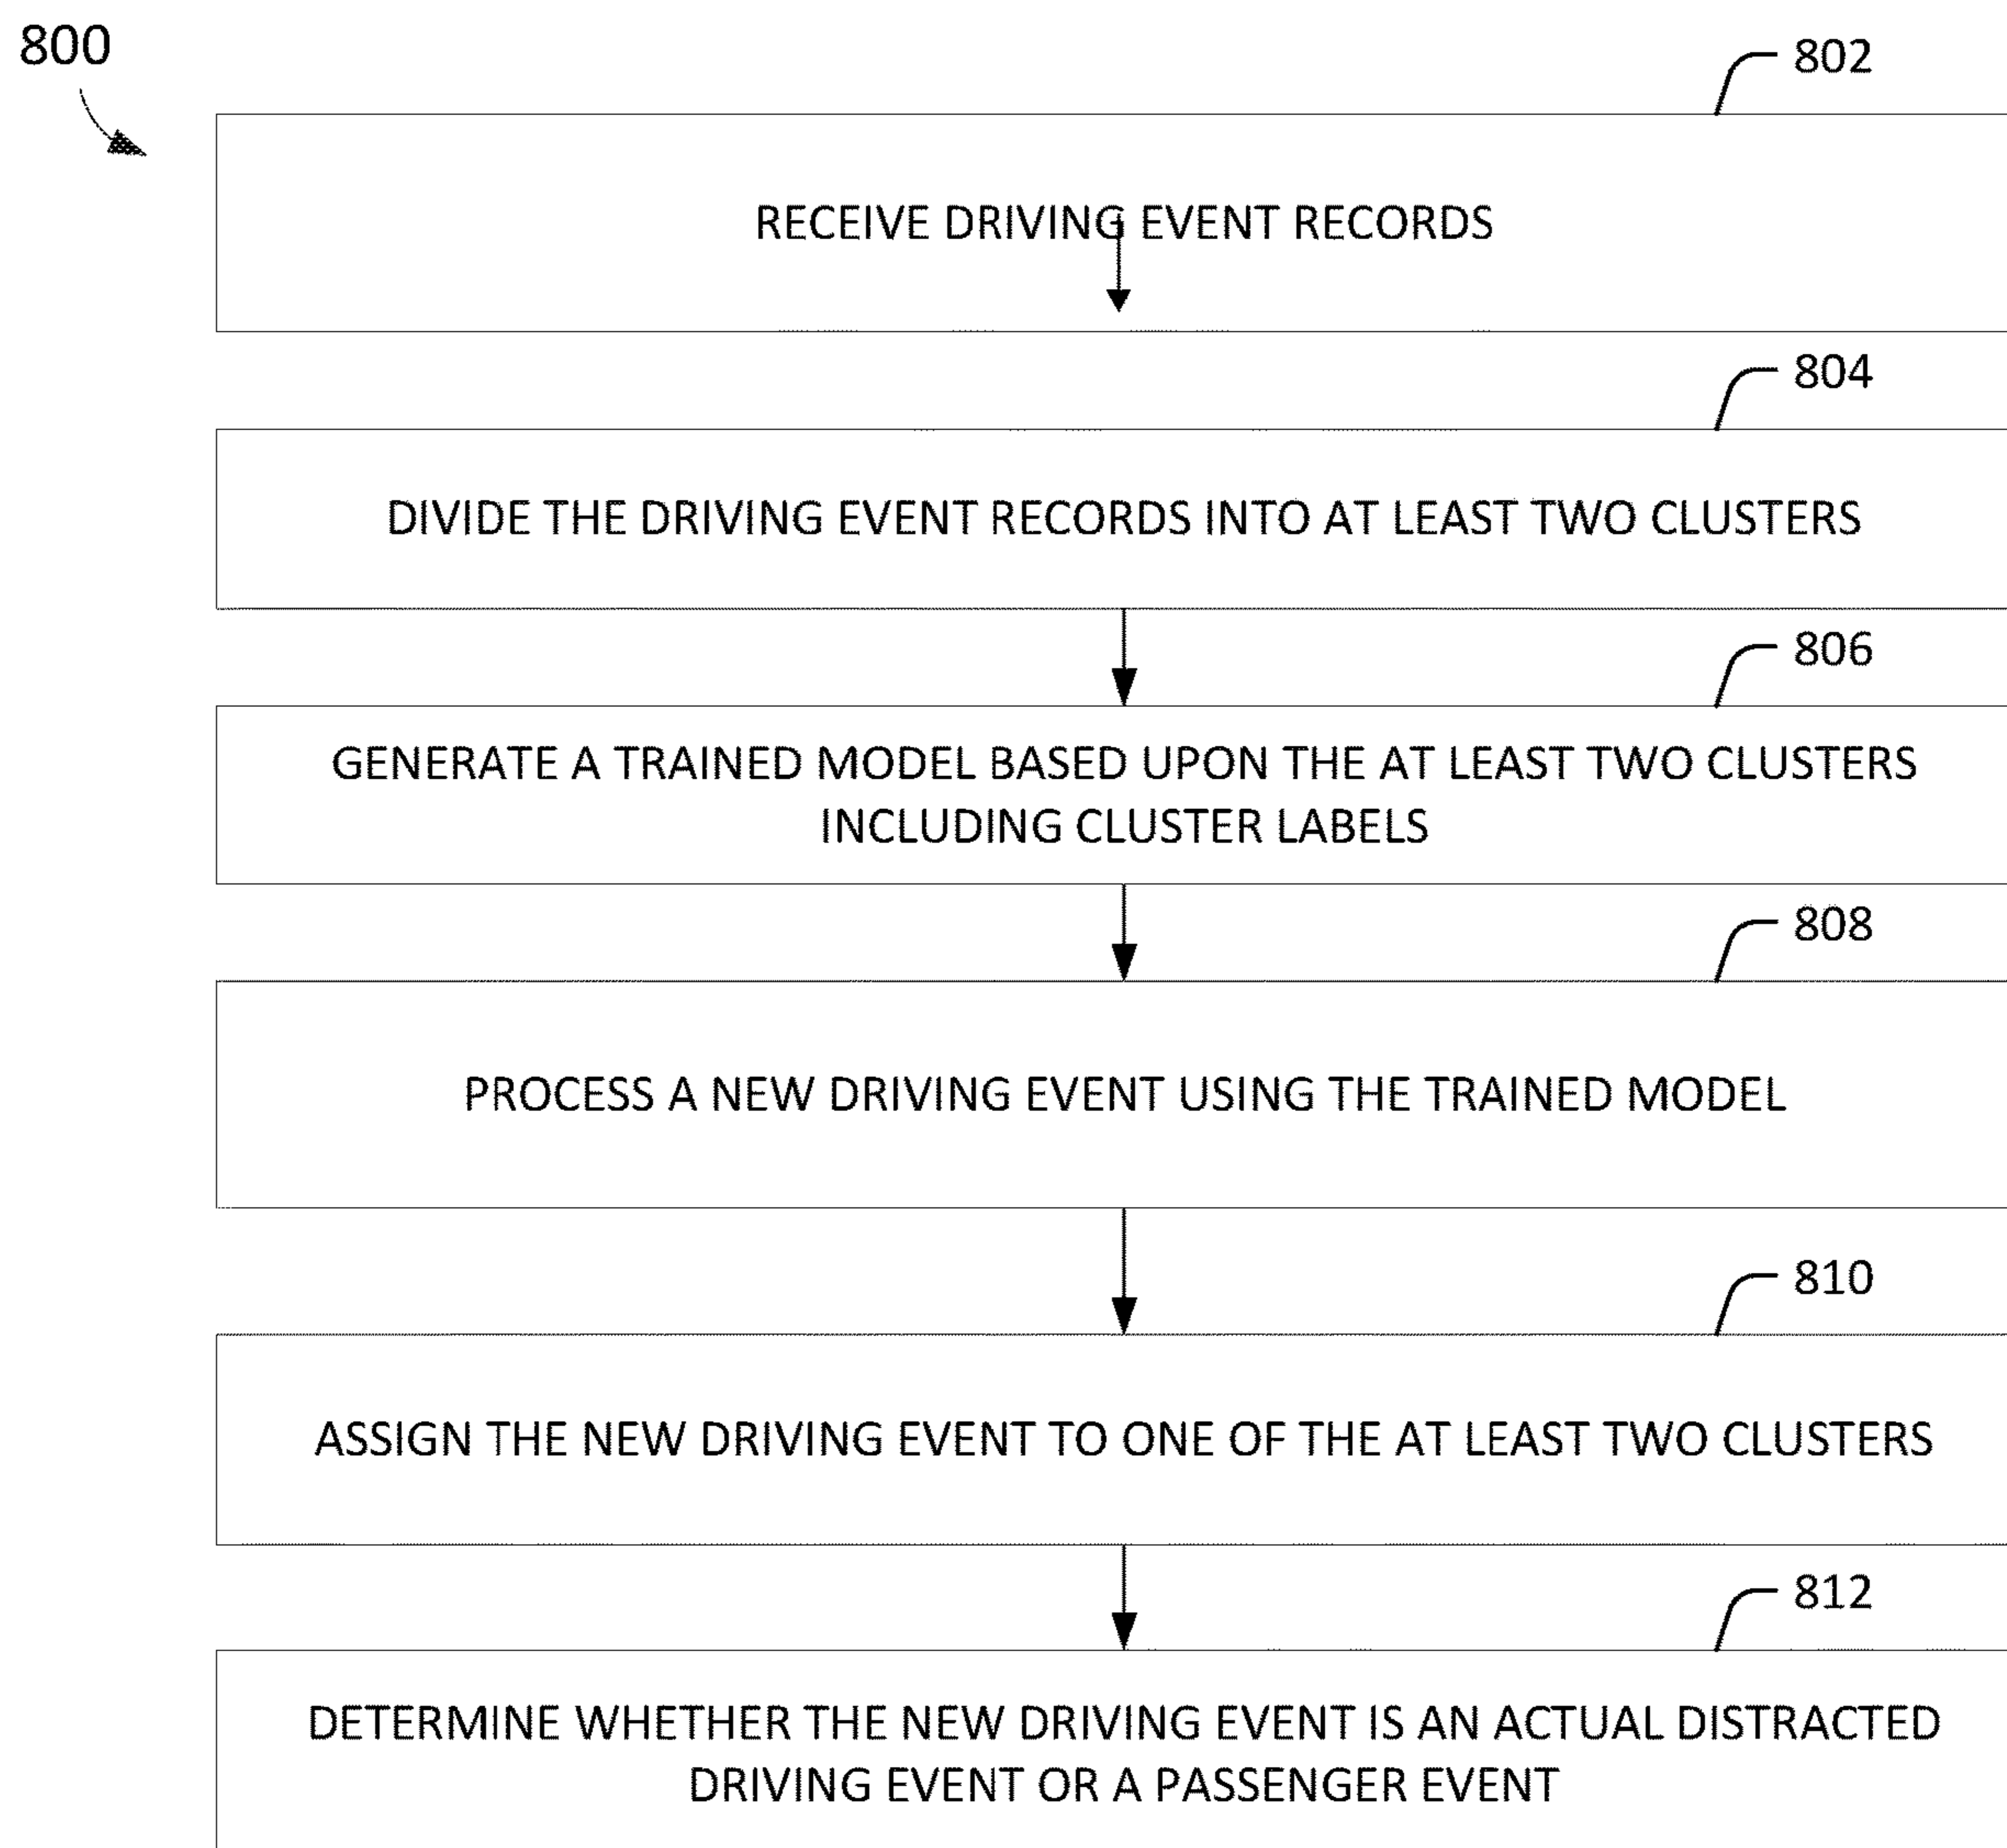 800
802
RECEIVE DRIVING EVENT RECORDS
804
DIVIDE THE DRIVING EVENT RECORDS INTO AT LEAST TWO CLUSTERS
806
GENERATE A TRAINED MODEL BASED UPON THE AT LEAST TWO CLUSTERS
INCLUDING CLUSTER LABELS
808
PROCESS A NEW DRIVING EVENT USING THE TRAINED MODEL
810
ASSIGN THE NEW DRIVING EVENT TO ONE OF THE AT LEAST TWO CLUSTERS
812
DETERMINE WHETHER THE NEW DRIVING EVENT IS AN ACTUAL DISTRACTED
DRIVING EVENT OR A PASSENGER EVENT